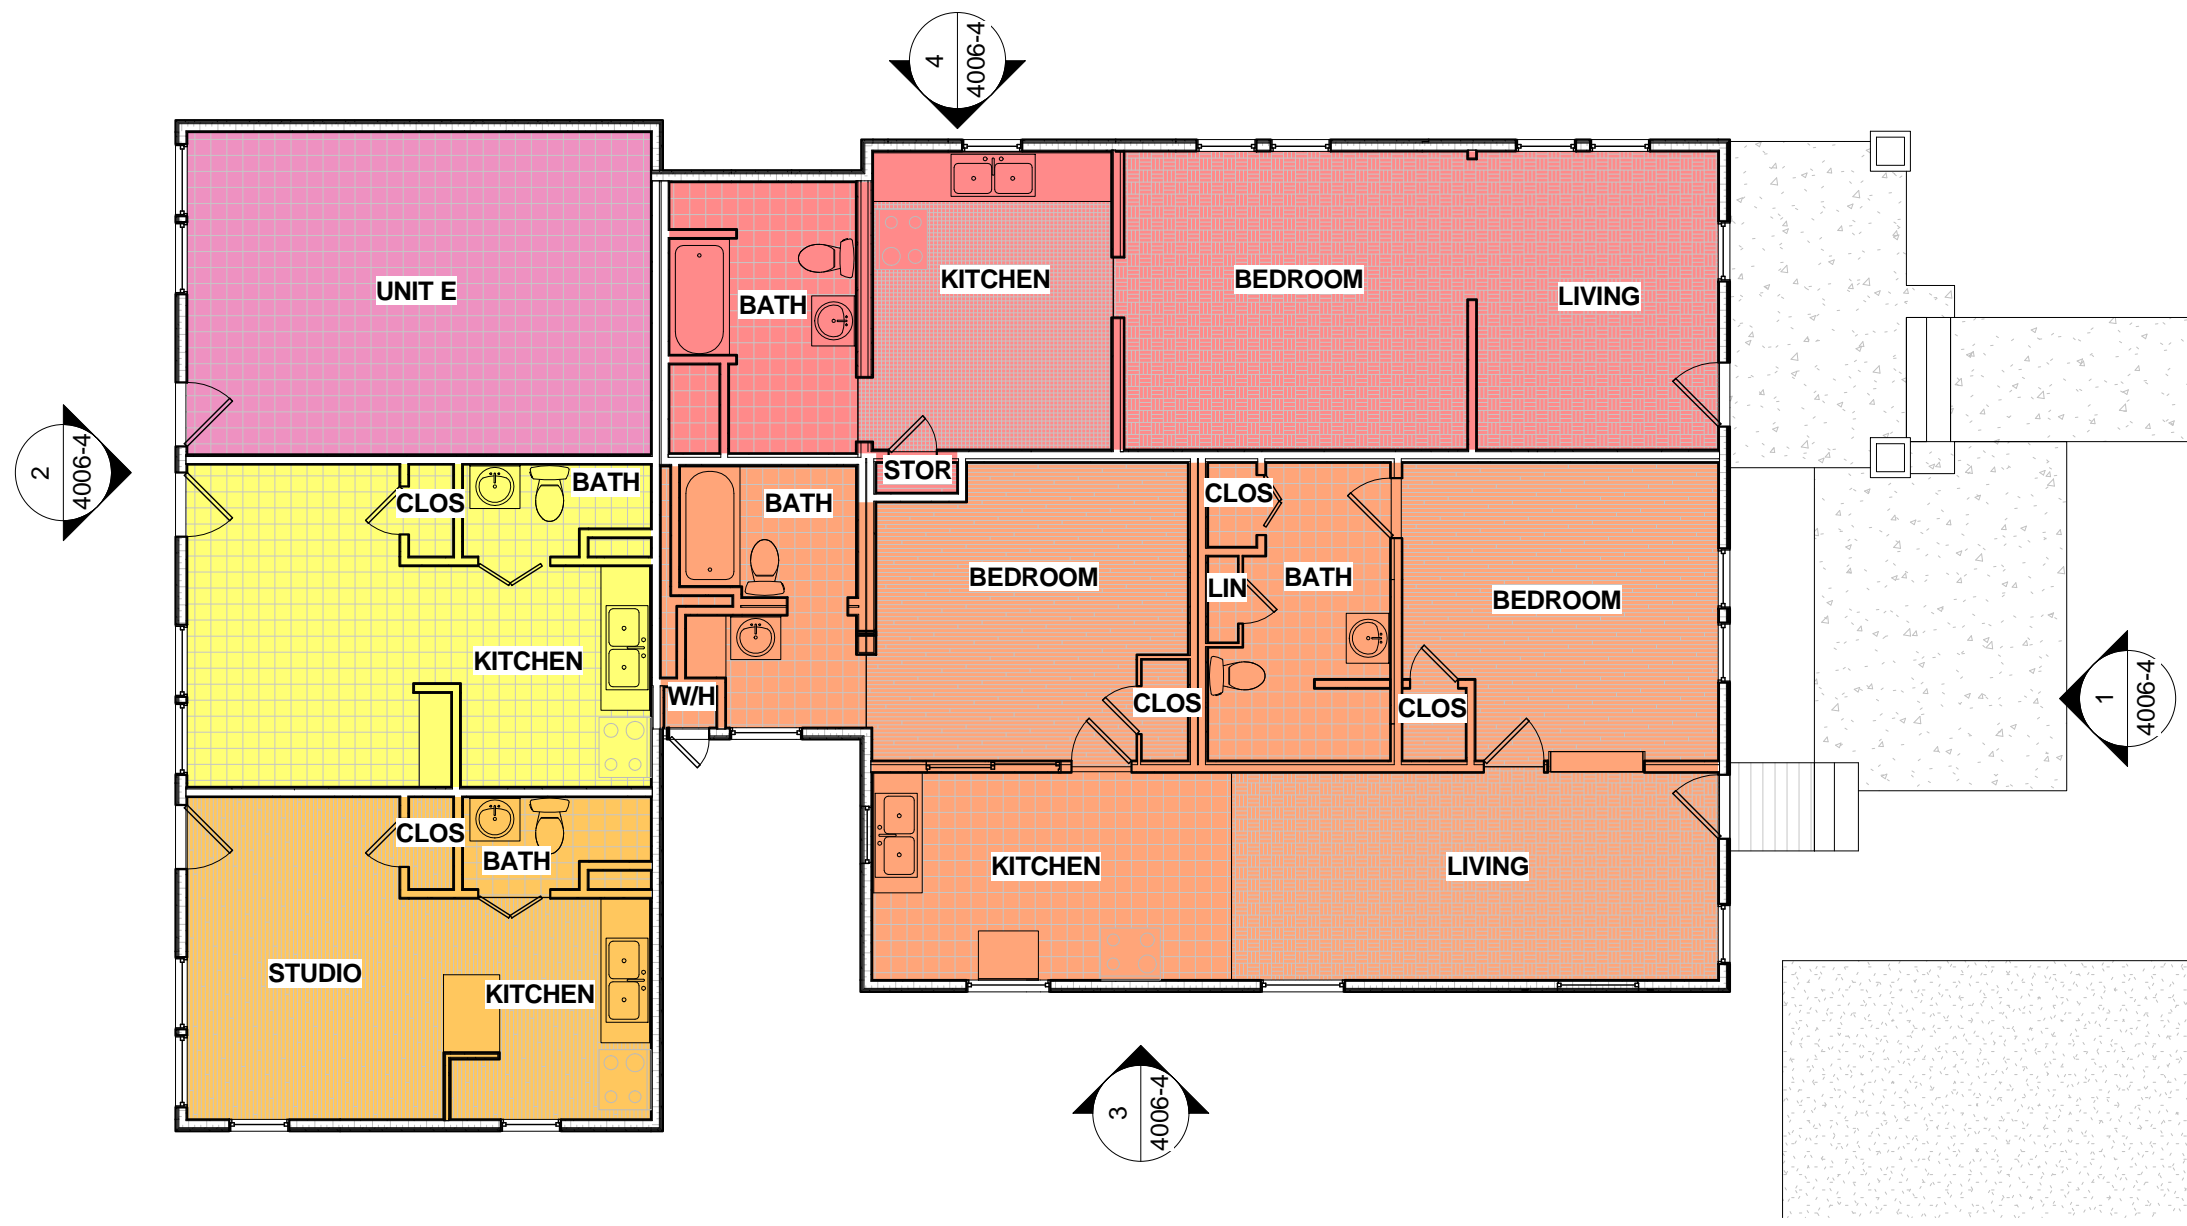 4
4006-4
UNIT E
KITCHEN
BEDROOM
LIVING
BATH
2
4006-4
STOR
CLOS
BATH
BATH
CLOS
BEDROOM
LIN
BATH
BEDROOM
KITCHEN
W/H
CLOS
CLOS
1
4006-4
CLOS
BATH
KITCHEN
LIVING
STUDIO
KITCHEN
3
4006-4